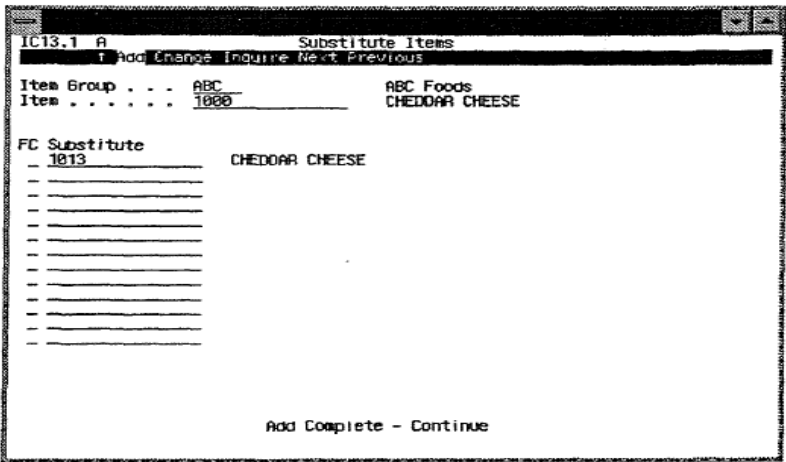 IC13.1 A Substitute Items
↑ Add Change Inquire Next Previous
Item Group . . . ABC ABC Foods
Item . . . . . . 1000 CHEDDAR CHEESE
FC Substitute
1013 CHEDDAR CHEESE
Add Complete - Continue